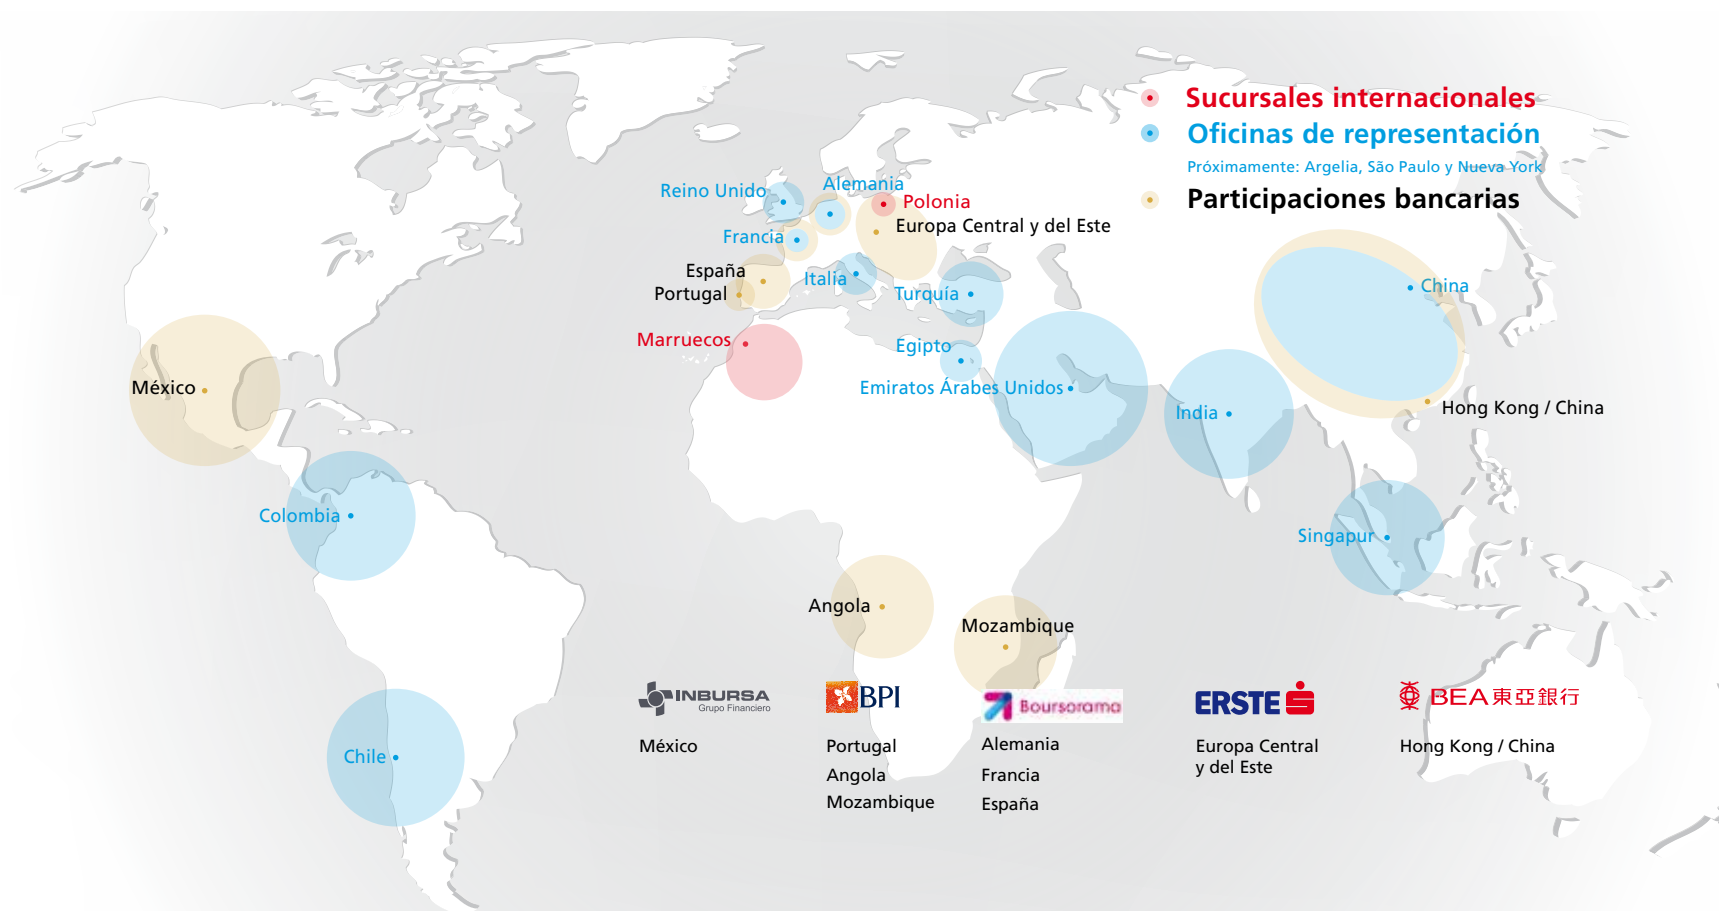 Sucursales internacionales
Oficinas de representación
Próximamente: Argelia, São Paulo y Nueva York
Participaciones bancarias
Reino Unido
Alemania
Polonia
Europa Central y del Este
Francia
España
Portugal
Italia
Turquía
China
Marruecos
Egipto
Emiratos Árabes Unidos
México
India
Hong Kong / China
Colombia
Singapur
Angola
Mozambique
Chile
INBURSA
Grupo Financiero
México
BPI
Portugal
Angola
Mozambique
Boursorama
Alemania
Francia
España
ERSTE
Europa Central
y del Este
BEA東亞銀行
Hong Kong / China